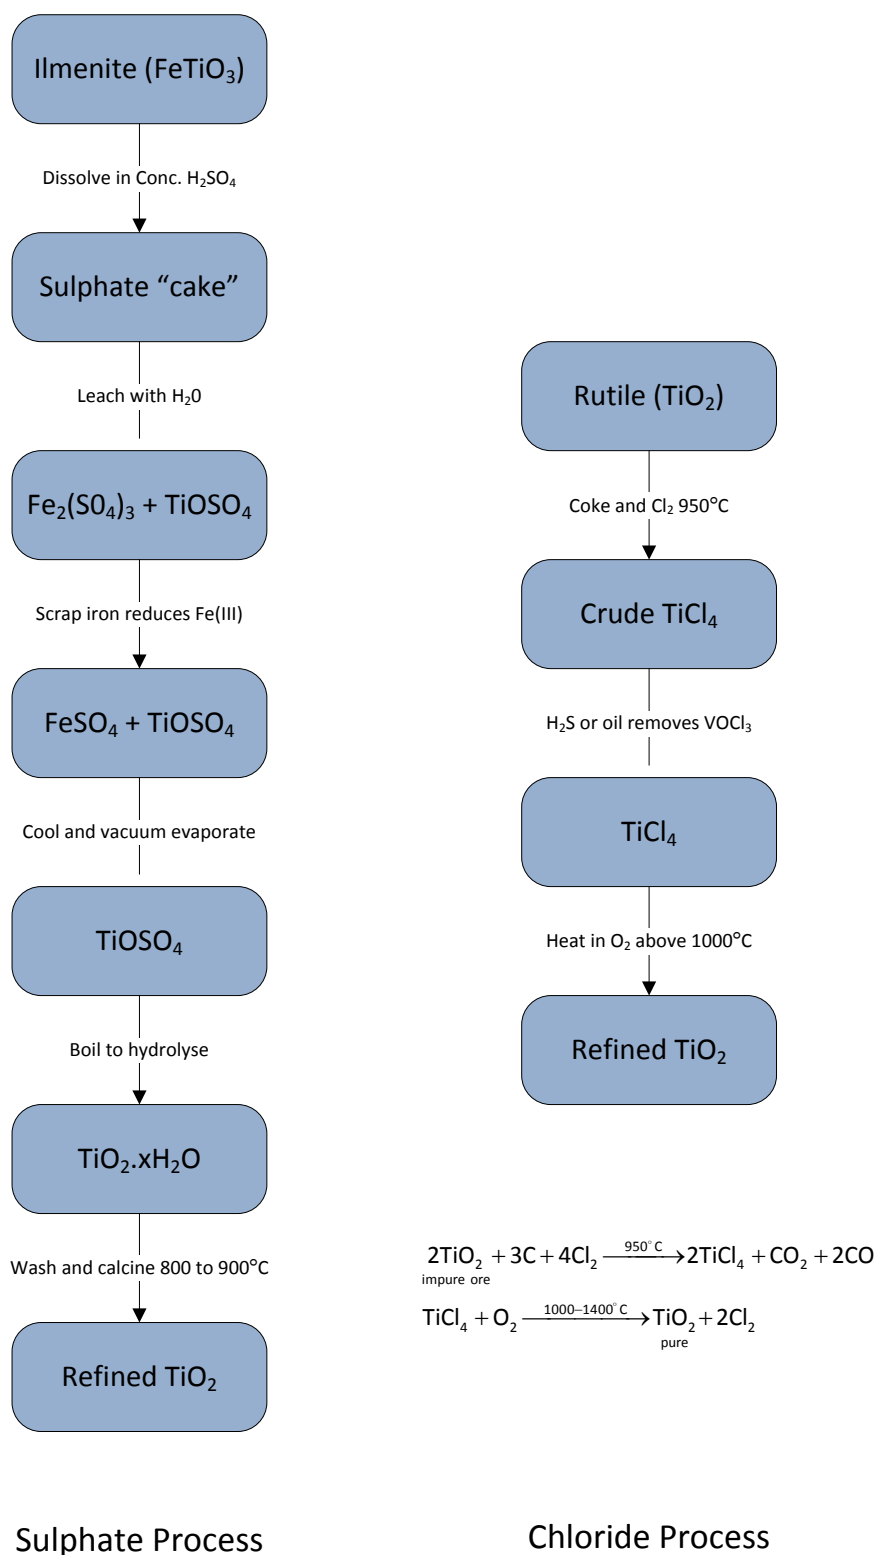 Ilmenite (FeTiO₃)
Dissolve in Conc. H₂SO₄
Sulphate “cake”
Leach with H₂0
Fe₂(S0₄)₃ + TiOSO₄
Scrap iron reduces Fe(III)
FeSO₄ + TiOSO₄
Cool and vacuum evaporate
TiOSO₄
Boil to hydrolyse
TiO₂.xH₂O
Wash and calcine 800 to 900°C
Refined TiO₂
Sulphate Process
Rutile (TiO₂)
Coke and Cl₂ 950°C
Crude TiCl₄
H₂S or oil removes VOCl₃
TiCl₄
Heat in O₂ above 1000°C
Refined TiO₂
950°C
2TiO₂ + 3C + 4Cl₂ ⟶ 2TiCl₄ + CO₂ + 2CO
impure ore
1000–1400°C
TiCl₄ + O₂ ⟶ TiO₂ + 2Cl₂
pure
Chloride Process